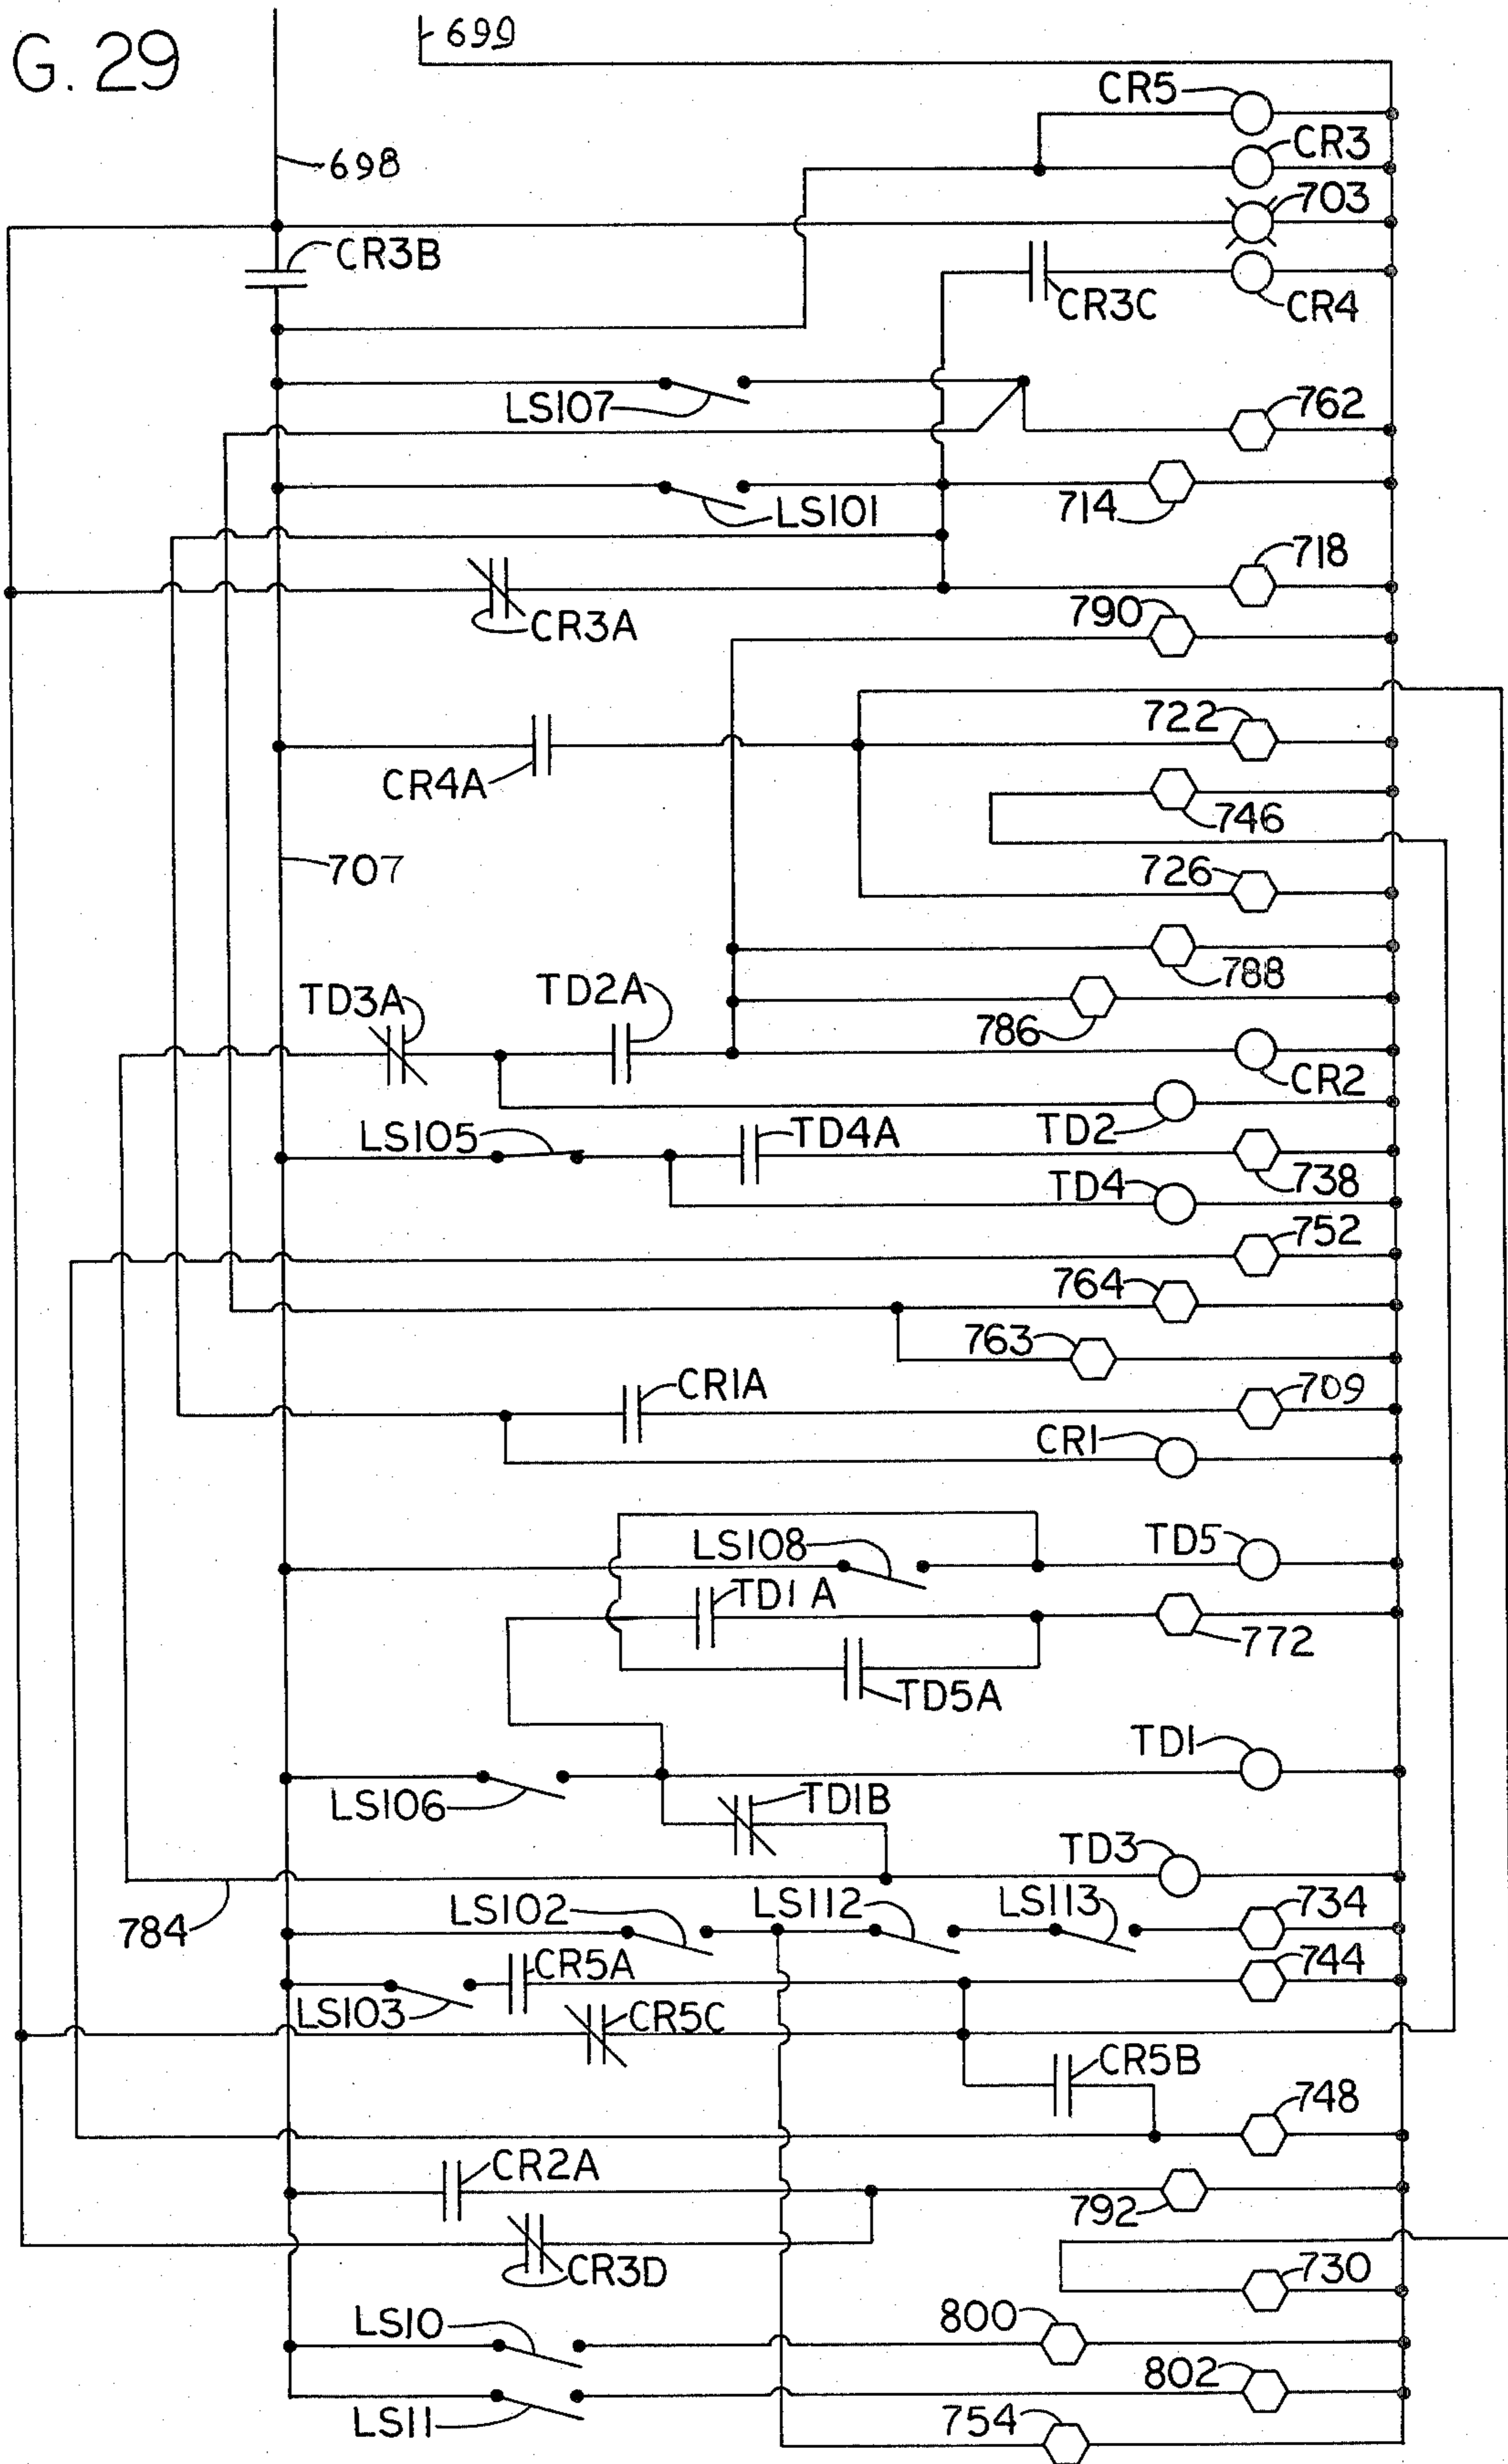 G. 29
699
CR5
698
CR3
703
CR3B
CR3C
CR4
LS107
762
LS101
714
718
CR3A
790
722
CR4A
746
707
726
788
TD3A
TD2A
786
CR2
LS105
TD4A
TD2
738
TD4
752
764
763
CR1A
709
CR1
LS108
TD5
TD1A
772
TD5A
TD1
LS106
TD1B
TD3
784
LS102
LS112
LS113
734
CR5A
744
LS103
CR5C
CR5B
748
CR2A
792
CR3D
730
LS10
800
802
LS11
754